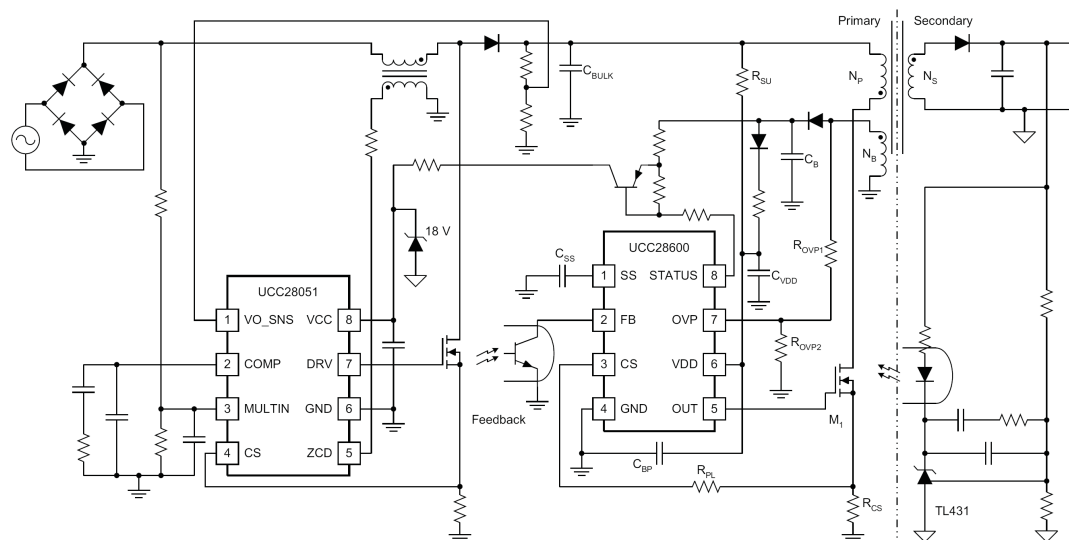 Primary
Secondary
C_BULK
R_SU
N_P
N_S
C_B
N_B
18 V
C_SS
UCC28600
R_OVP1
C_VDD
UCC28051
1 SS STATUS 8
1 VO_SNS VCC 8
2 FB OVP 7
2 COMP DRV 7
3 CS VDD 6
R_OVP2
3 MULTIN GND 6
4 GND OUT 5
Feedback
M_1
4 CS ZCD 5
C_BP
R_PL
R_CS
TL431